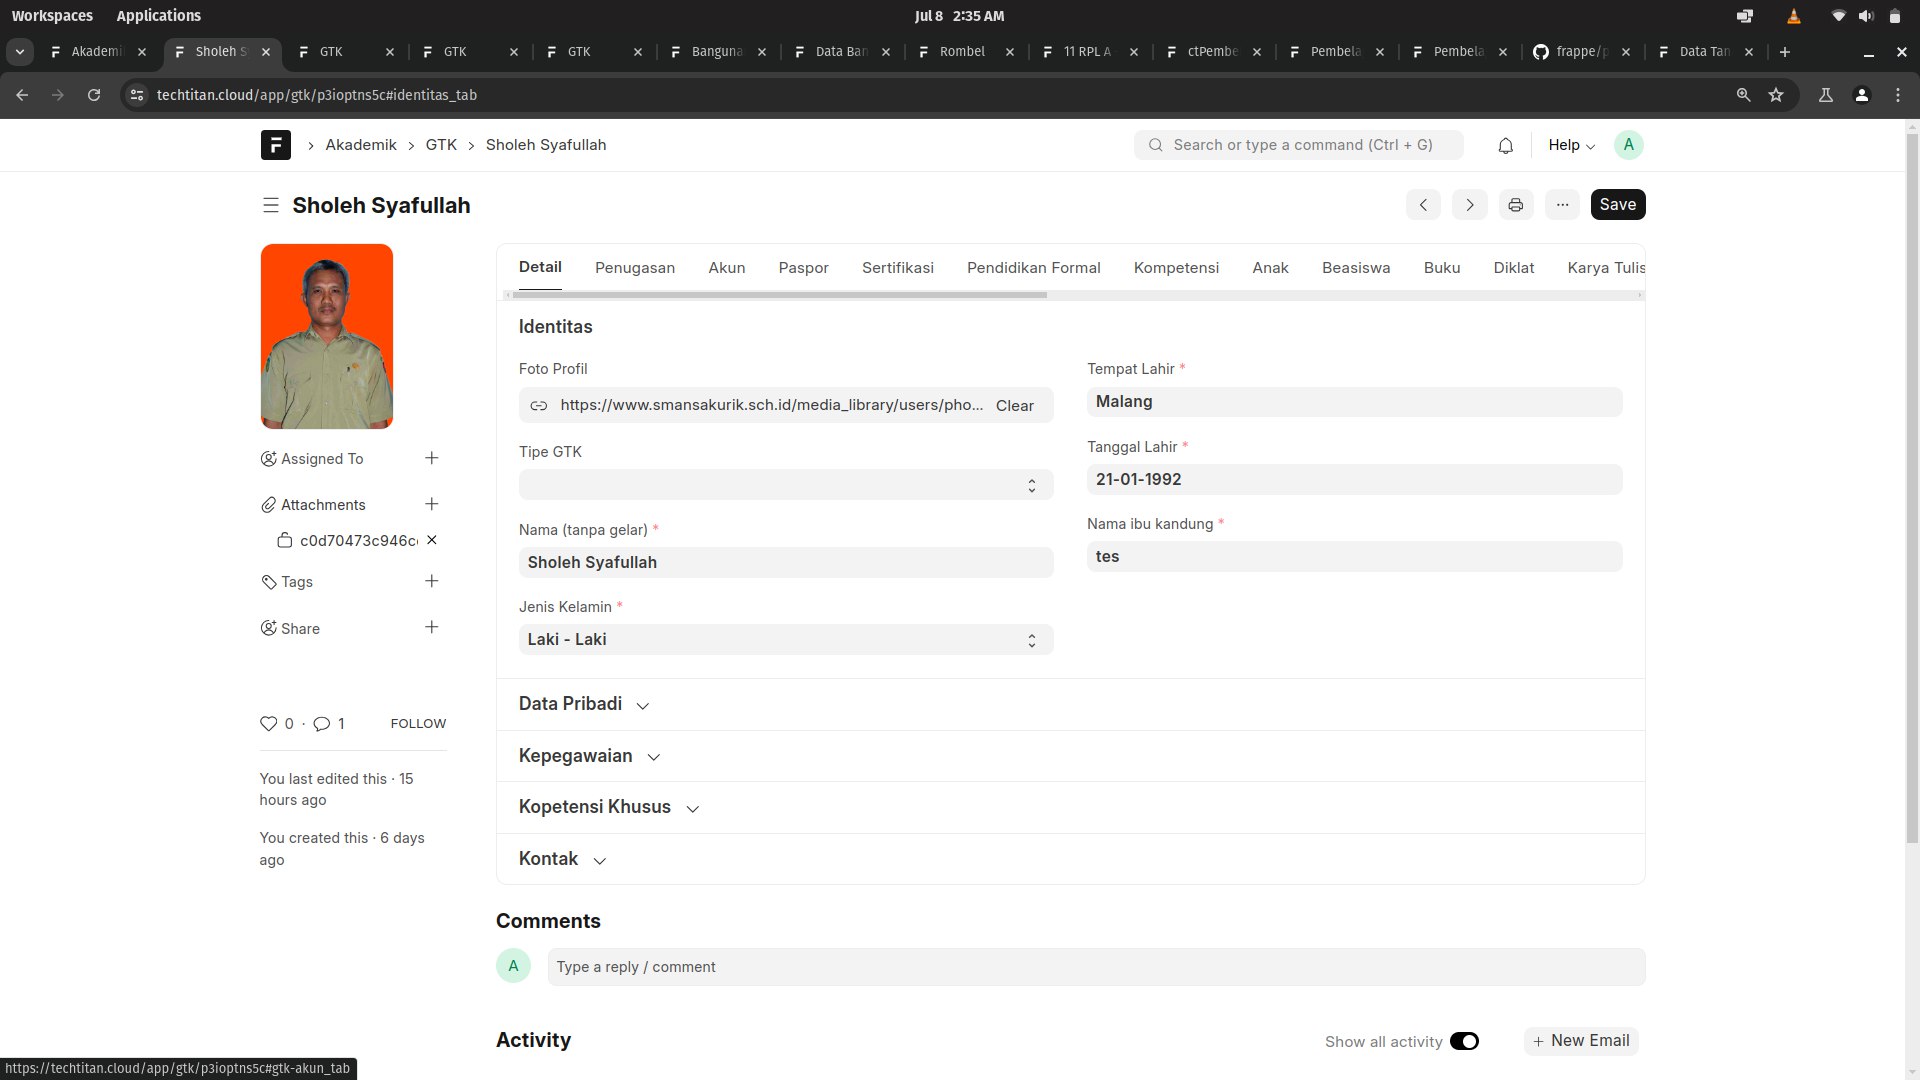 Workspaces Applications Jul 8 2:35 AM
Akademi Sholeh S GTK GTK GTK Banguna Data Ban Rombel 11 RPL A ctPembe Pembela Pembela frappe/p Data Tan
techtitan.cloud/app/gtk/p3ioptns5c#identitas_tab
Akademik GTK Sholeh Syafullah Search or type a command (Ctrl + G) Help A
Sholeh Syafullah Save
Detail Penugasan Akun Paspor Sertifikasi Pendidikan Formal Kompetensi Anak Beasiswa Buku Diklat Karya Tulis
Identitas
Foto Profil
https://www.smansakurik.sch.id/media_library/users/pho... Clear
Tipe GTK
Nama (tanpa gelar) *
Sholeh Syafullah
Jenis Kelamin *
Laki - Laki
Tempat Lahir *
Malang
Tanggal Lahir *
21-01-1992
Nama ibu kandung *
tes
Data Pribadi
Kepegawaian
Kopetensi Khusus
Kontak
Assigned To
Attachments
c0d70473c946c
Tags
Share
0 · 1 FOLLOW
You last edited this · 15
hours ago
You created this · 6 days
ago
Comments
A Type a reply / comment
Activity Show all activity + New Email
https://techtitan.cloud/app/gtk/p3ioptns5c#gtk-akun_tab